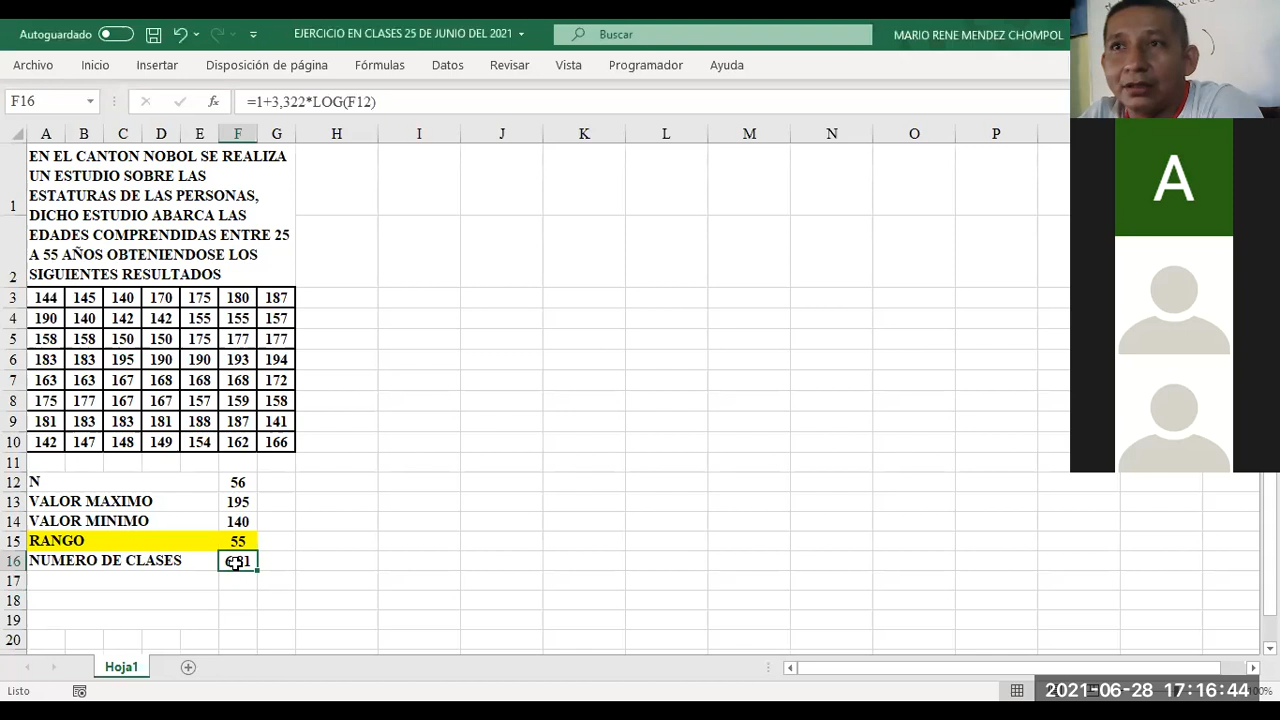 Autoguardado
EJERCICIO EN CLASES 25 DE JUNIO DEL 2021
Buscar
MARIO RENE MENDEZ CHOMPOL
Archivo Inicio Insertar Disposición de página Fórmulas Datos Revisar Vista Programador Ayuda
F16 fx =1+3,322*LOG(F12)
A B C D E F G H I J K L M N O P
1 EN EL CANTON NOBOL SE REALIZA
UN ESTUDIO SOBRE LAS
ESTATURAS DE LAS PERSONAS,
DICHO ESTUDIO ABARCA LAS
EDADES COMPRENDIDAS ENTRE 25
A 55 AÑOS OBTENIENDOSE LOS
2 SIGUIENTES RESULTADOS
3 144 145 140 170 175 180 187
4 190 140 142 142 155 155 157
5 158 158 150 150 175 177 177
6 183 183 195 190 190 193 194
7 163 163 167 168 168 168 172
8 175 177 167 167 157 159 158
9 181 183 183 181 188 187 141
10 142 147 148 149 154 162 166
11
12 N 56
13 VALOR MAXIMO 195
14 VALOR MINIMO 140
15 RANGO 55
16 NUMERO DE CLASES
17
18
19
20
Hoja1
Listo
2021-06-28 17:16:44
A